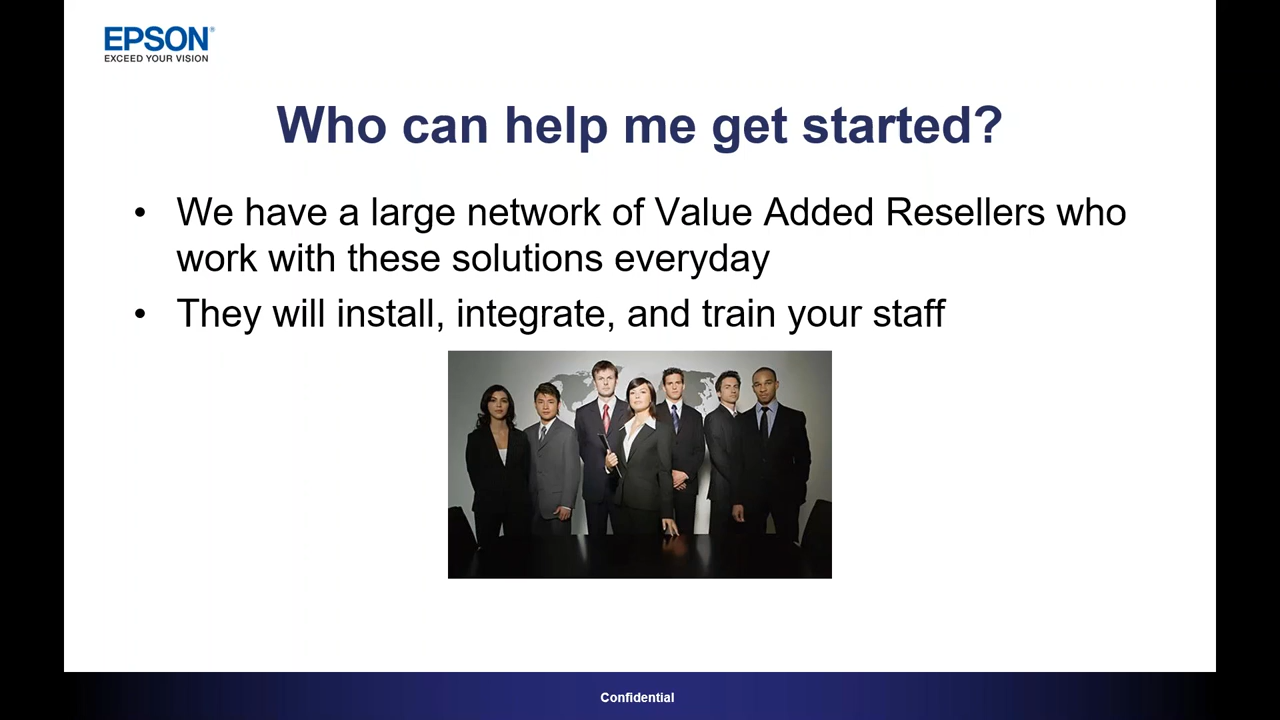 EPSON®
EXCEED YOUR VISION
Who can help me get started?
• We have a large network of Value Added Resellers who
work with these solutions everyday
• They will install, integrate, and train your staff
Confidential